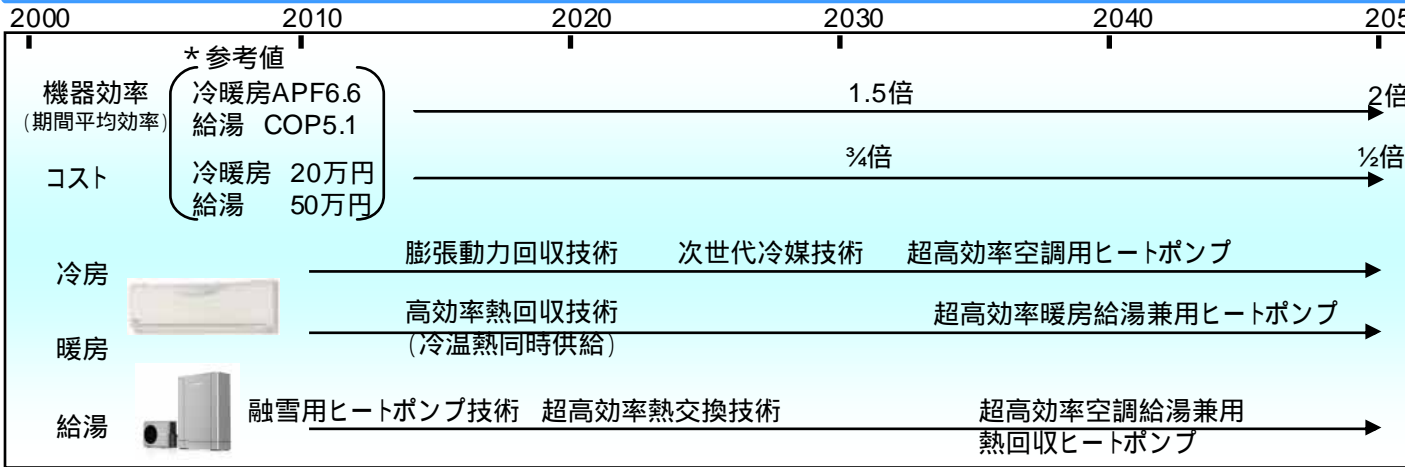 2000 2010 2020 2030 2040 205
*参考値
機器効率 冷暖房APF6.6 1.5倍 2倍
(期間平均効率) 給湯 COP5.1
コスト 冷暖房 20万円 ¾倍 ½倍
給湯 50万円
冷房 膨張動力回収技術 次世代冷媒技術 超高効率空調用ヒートポンプ
暖房 高効率熱回収技術 超高効率暖房給湯兼用ヒートポンプ
(冷温熱同時供給)
給湯 融雪用ヒートポンプ技術 超高効率熱交換技術 超高効率空調給湯兼用
熱回収ヒートポンプ